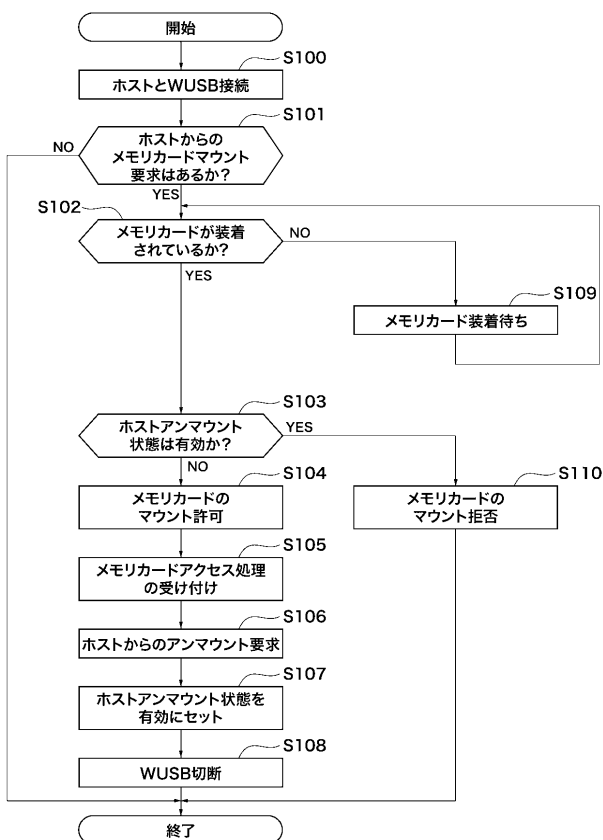 開始
S100
ホストとWUSB接続
S101
ホストからの
メモリカードマウント
要求はあるか?
NO
YES
S102
メモリカードが装着
されているか?
NO
YES
S109
メモリカード装着待ち
S103
ホストアンマウント
状態は有効か?
YES
NO
S104
メモリカードの
マウント許可
S110
メモリカードの
マウント拒否
S105
メモリカードアクセス処理
の受け付け
S106
ホストからのアンマウント要求
S107
ホストアンマウント状態を
有効にセット
S108
WUSB切断
終了